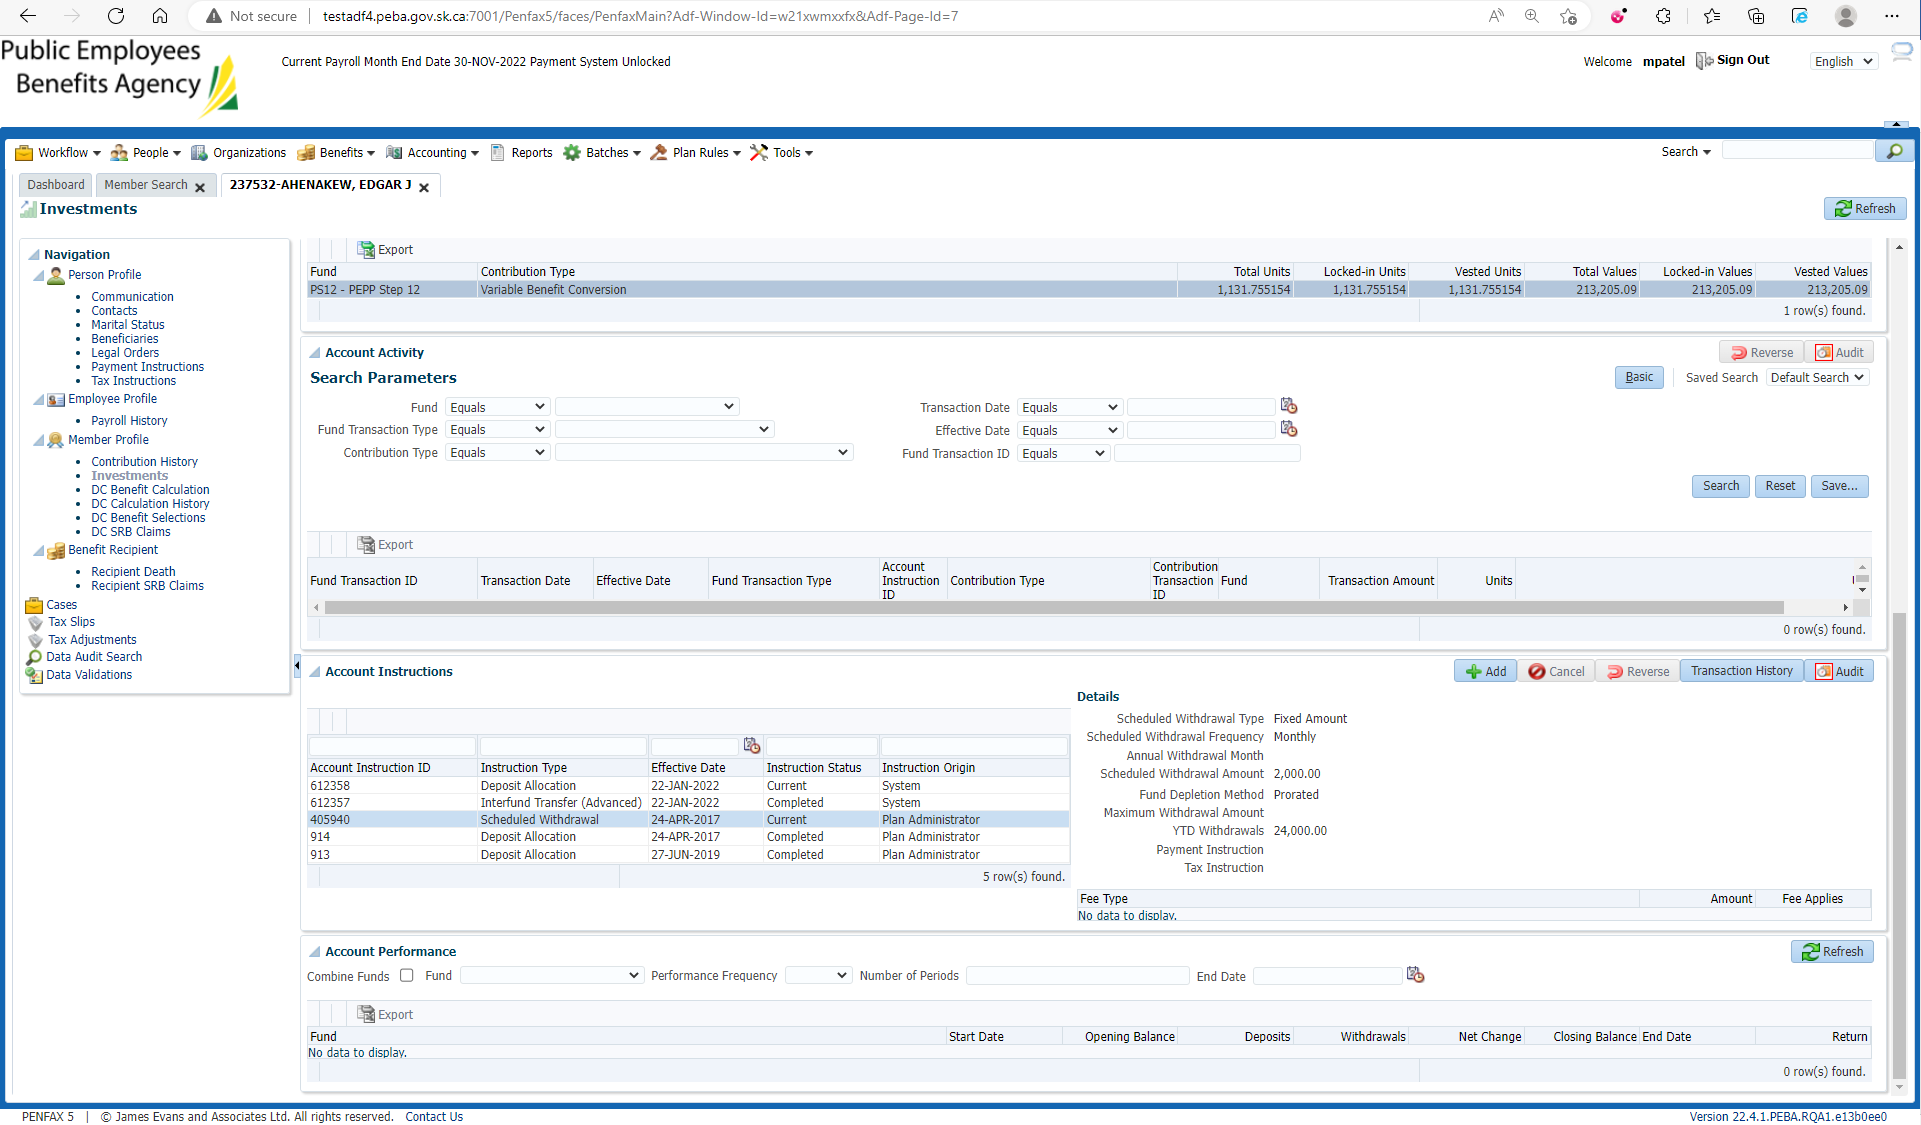 Not secure | testadf4.peba.gov.sk.ca:7001/Penfax5/faces/PenfaxMain?Adf-Window-Id=w21xwmxxfx&Adf-Page-Id=7
Public Employees
Benefits Agency
Current Payroll Month End Date 30-NOV-2022 Payment System Unlocked
Welcome mpatel Sign Out English
Workflow People Organizations Benefits Accounting Reports Batches Plan Rules Tools Search
Dashboard Member Search 237532-AHENAKEW, EDGAR J
Investments Refresh
Navigation
Person Profile
• Communication
• Contacts
• Marital Status
• Beneficiaries
• Legal Orders
• Payment Instructions
• Tax Instructions
Employee Profile
• Payroll History
Member Profile
• Contribution History
• Investments
• DC Benefit Calculation
• DC Calculation History
• DC Benefit Selections
• DC SRB Claims
Benefit Recipient
• Recipient Death
• Recipient SRB Claims
Cases
Tax Slips
Tax Adjustments
Data Audit Search
Data Validations
Export
Fund Contribution Type Total Units Locked-in Units Vested Units Total Values Locked-in Values Vested Values
PS12 - PEPP Step 12 Variable Benefit Conversion 1,131.755154 1,131.755154 1,131.755154 213,205.09 213,205.09 213,205.09
1 row(s) found.
Account Activity Reverse Audit
Search Parameters Basic Saved Search Default Search
Fund Equals Transaction Date Equals
Fund Transaction Type Equals Effective Date Equals
Contribution Type Equals Fund Transaction ID Equals
Search Reset Save...
Export
Fund Transaction ID Transaction Date Effective Date Fund Transaction Type Account Instruction ID Contribution Type Contribution Transaction ID Fund Transaction Amount Units
0 row(s) found.
Account Instructions Add Cancel Reverse Transaction History Audit
Account Instruction ID Instruction Type Effective Date Instruction Status Instruction Origin
612358 Deposit Allocation 22-JAN-2022 Current System
612357 Interfund Transfer (Advanced) 22-JAN-2022 Completed System
405940 Scheduled Withdrawal 24-APR-2017 Current Plan Administrator
914 Deposit Allocation 24-APR-2017 Completed Plan Administrator
913 Deposit Allocation 27-JUN-2019 Completed Plan Administrator
5 row(s) found.
Details
Scheduled Withdrawal Type Fixed Amount
Scheduled Withdrawal Frequency Monthly
Annual Withdrawal Month
Scheduled Withdrawal Amount 2,000.00
Fund Depletion Method Prorated
Maximum Withdrawal Amount
YTD Withdrawals 24,000.00
Payment Instruction
Tax Instruction
Fee Type Amount Fee Applies
No data to display.
Account Performance Refresh
Combine Funds Fund Performance Frequency Number of Periods End Date
Export
Fund Start Date Opening Balance Deposits Withdrawals Net Change Closing Balance End Date Return
No data to display.
0 row(s) found.
PENFAX 5 | © James Evans and Associates Ltd. All rights reserved. Contact Us Version 22.4.1.PEBA.RQA1.e13b0ee0